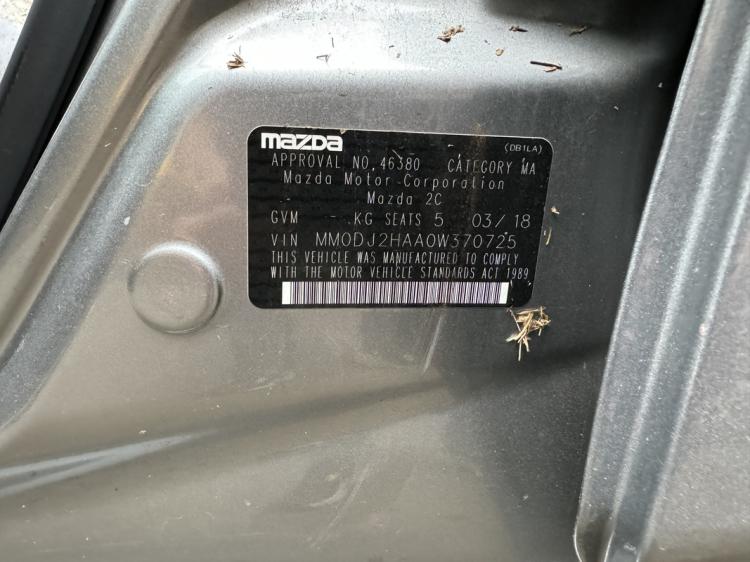 mazda (DB1LA)
APPROVAL NO.46380 CATEGORY MA
Mazda Motor Corporation
Mazda 2C
GVM - KG SEATS 5 03/18
VIN MM0DJ2HAA0W370725
THIS VEHICLE WAS MANUFACTURED TO COMPLY
WITH THE MOTOR VEHICLE STANDARDS ACT 1989